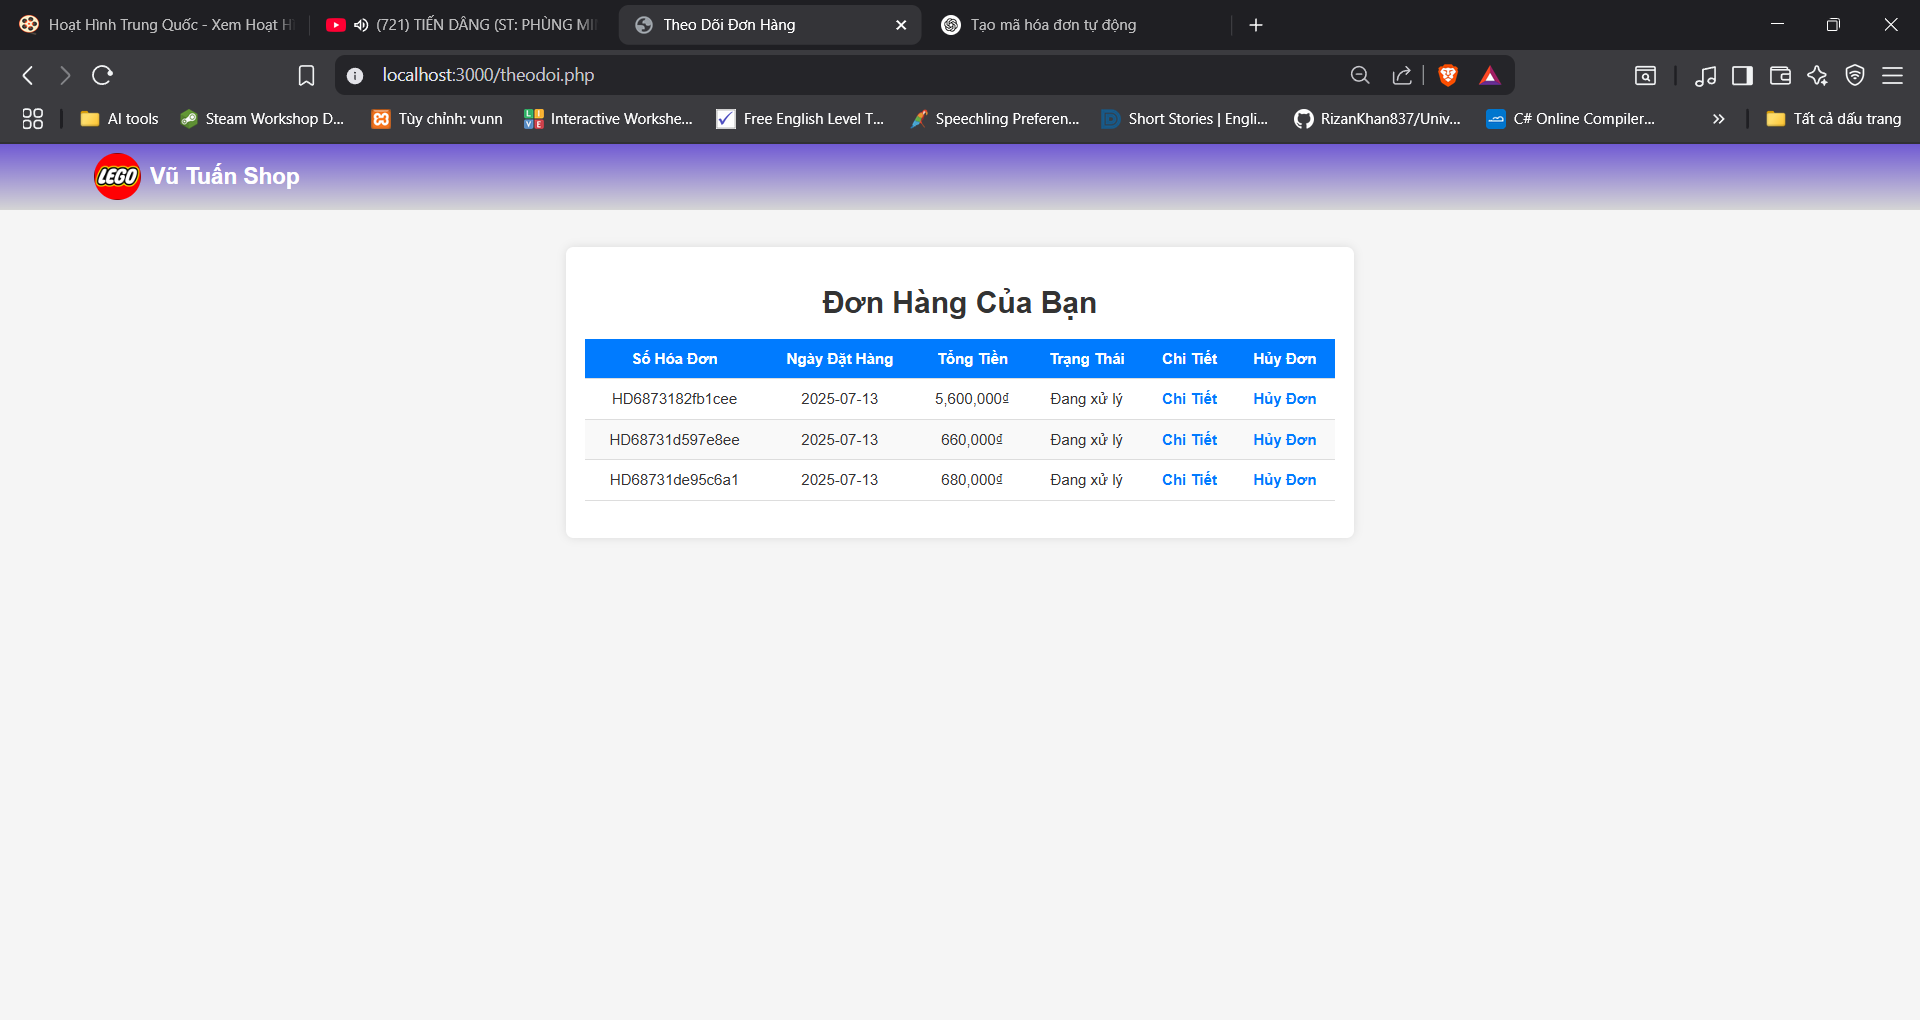 Hoạt Hình Trung Quốc - Xem Hoạt H
(721) TIẾN DÂNG (ST: PHÙNG MI
Theo Dõi Đơn Hàng
Tạo mã hóa đơn tự động
localhost:3000/theodoi.php
AI tools
Steam Workshop D...
Tùy chỉnh: vunn
LIVE
Interactive Workshe...
Free English Level T...
Speechling Preferen...
Short Stories | Engli...
RizanKhan837/Univ...
C# Online Compiler...
Tất cả dấu trang
LEGO Vũ Tuấn Shop
Đơn Hàng Của Bạn
Số Hóa Đơn Ngày Đặt Hàng Tổng Tiền Trạng Thái Chi Tiết Hủy Đơn
HD6873182fb1cee 2025-07-13 5,600,000₫ Đang xử lý Chi Tiết Hủy Đơn
HD68731d597e8ee 2025-07-13 660,000₫ Đang xử lý Chi Tiết Hủy Đơn
HD68731de95c6a1 2025-07-13 680,000₫ Đang xử lý Chi Tiết Hủy Đơn